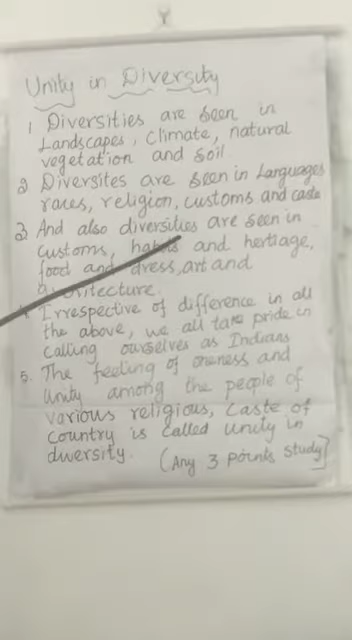 Unity in Diversity
1 Diversities are seen in
Landscapes, Climate, natural
vegetation and soil.
2 Diversites are seen in Languages
races, religion, customs and caste
3. And also diversities are seen in
customs, habits and heritage,
food and dress, art and
architecture.
4. Irrespective of difference in all
the above, we all take pride in
calling ourselves as Indians
5. The feeling of oneness and
unity among the people of
various religious, caste of
country is called unity in
diversity.
(Any 3 points study)